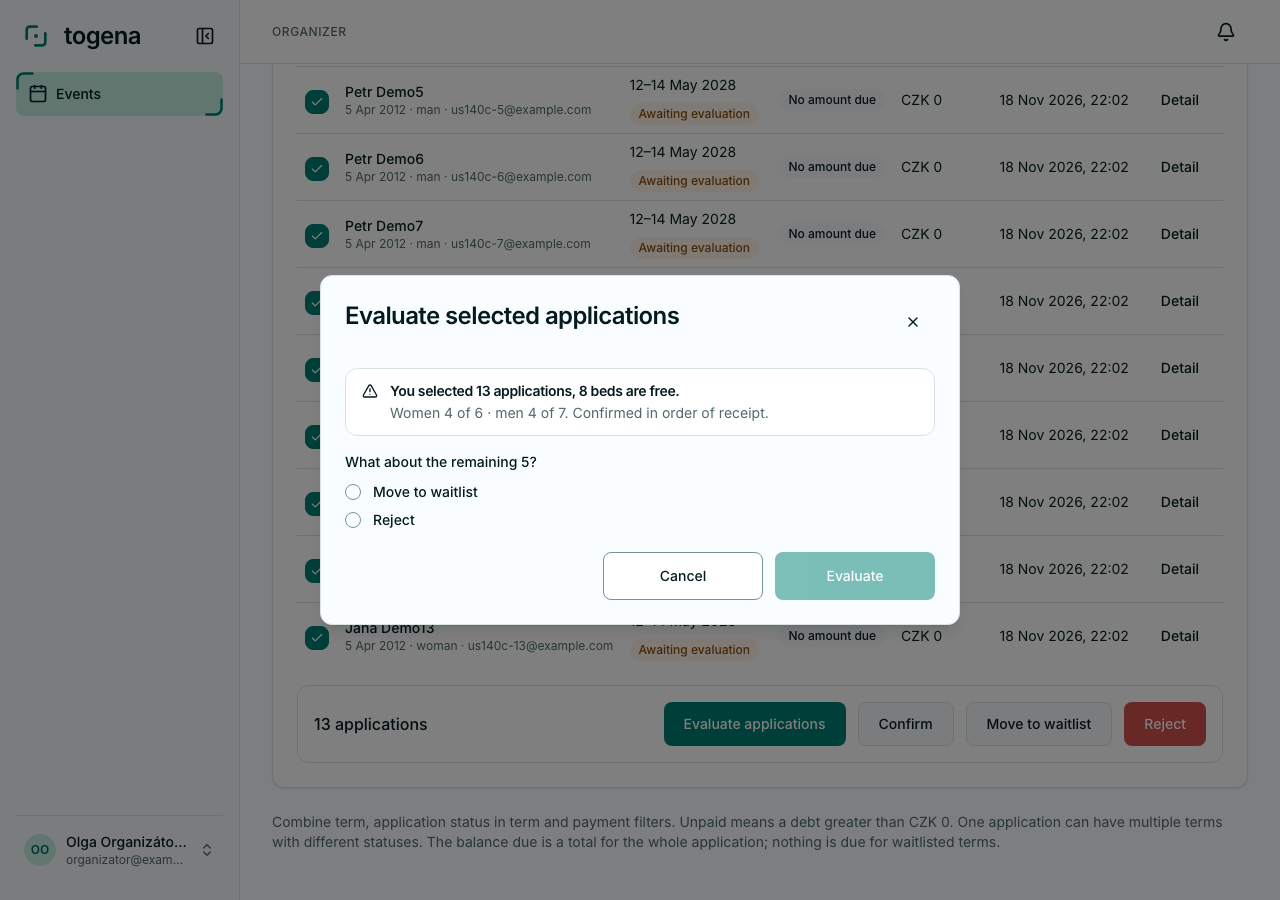 togena
ORGANIZER
Events
Petr Demo5
5 Apr 2012 · man · us140c-5@example.com
12–14 May 2028
Awaiting evaluation
No amount due
CZK 0
18 Nov 2026, 22:02
Detail
Petr Demo6
5 Apr 2012 · man · us140c-6@example.com
12–14 May 2028
Awaiting evaluation
No amount due
CZK 0
18 Nov 2026, 22:02
Detail
Petr Demo7
5 Apr 2012 · man · us140c-7@example.com
12–14 May 2028
Awaiting evaluation
No amount due
CZK 0
18 Nov 2026, 22:02
Detail
18 Nov 2026, 22:02
Detail
18 Nov 2026, 22:02
Detail
18 Nov 2026, 22:02
Detail
18 Nov 2026, 22:02
Detail
18 Nov 2026, 22:02
Detail
Evaluate selected applications
You selected 13 applications, 8 beds are free.
Women 4 of 6 · men 4 of 7. Confirmed in order of receipt.
What about the remaining 5?
Move to waitlist
Reject
Cancel
Evaluate
Jana Demo13
5 Apr 2012 · woman · us140c-13@example.com
Awaiting evaluation
No amount due
CZK 0
18 Nov 2026, 22:02
Detail
13 applications
Evaluate applications
Confirm
Move to waitlist
Reject
Combine term, application status in term and payment filters. Unpaid means a debt greater than CZK 0. One application can have multiple terms
with different statuses. The balance due is a total for the whole application; nothing is due for waitlisted terms.
OO
Olga Organizáto...
organizator@exam...